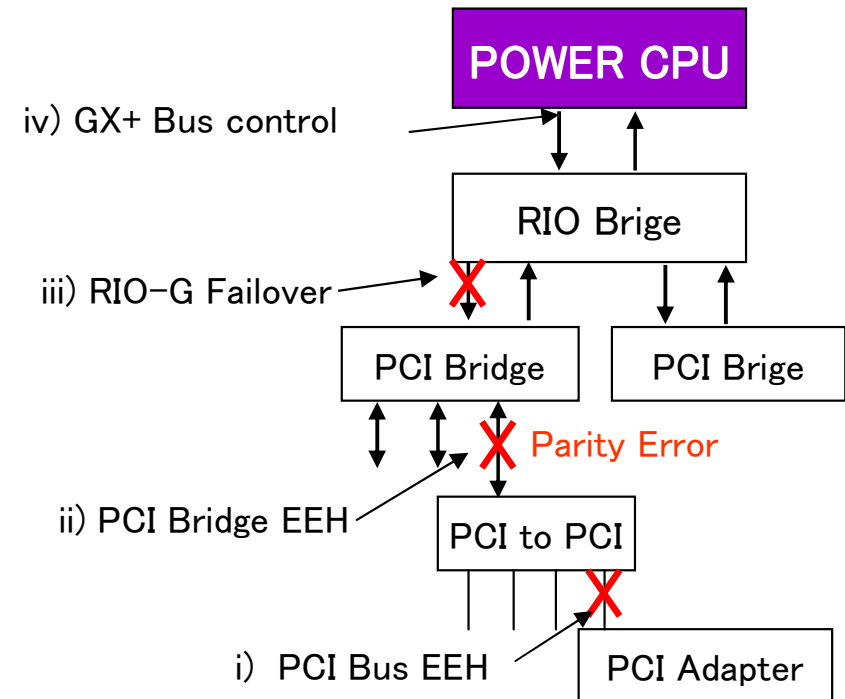 POWER CPU
iv) GX+ Bus control
RIO Brige
iii) RIO-G Failover
PCI Bridge
PCI Brige
Parity Error
ii) PCI Bridge EEH
PCI to PCI
i) PCI Bus EEH
PCI Adapter